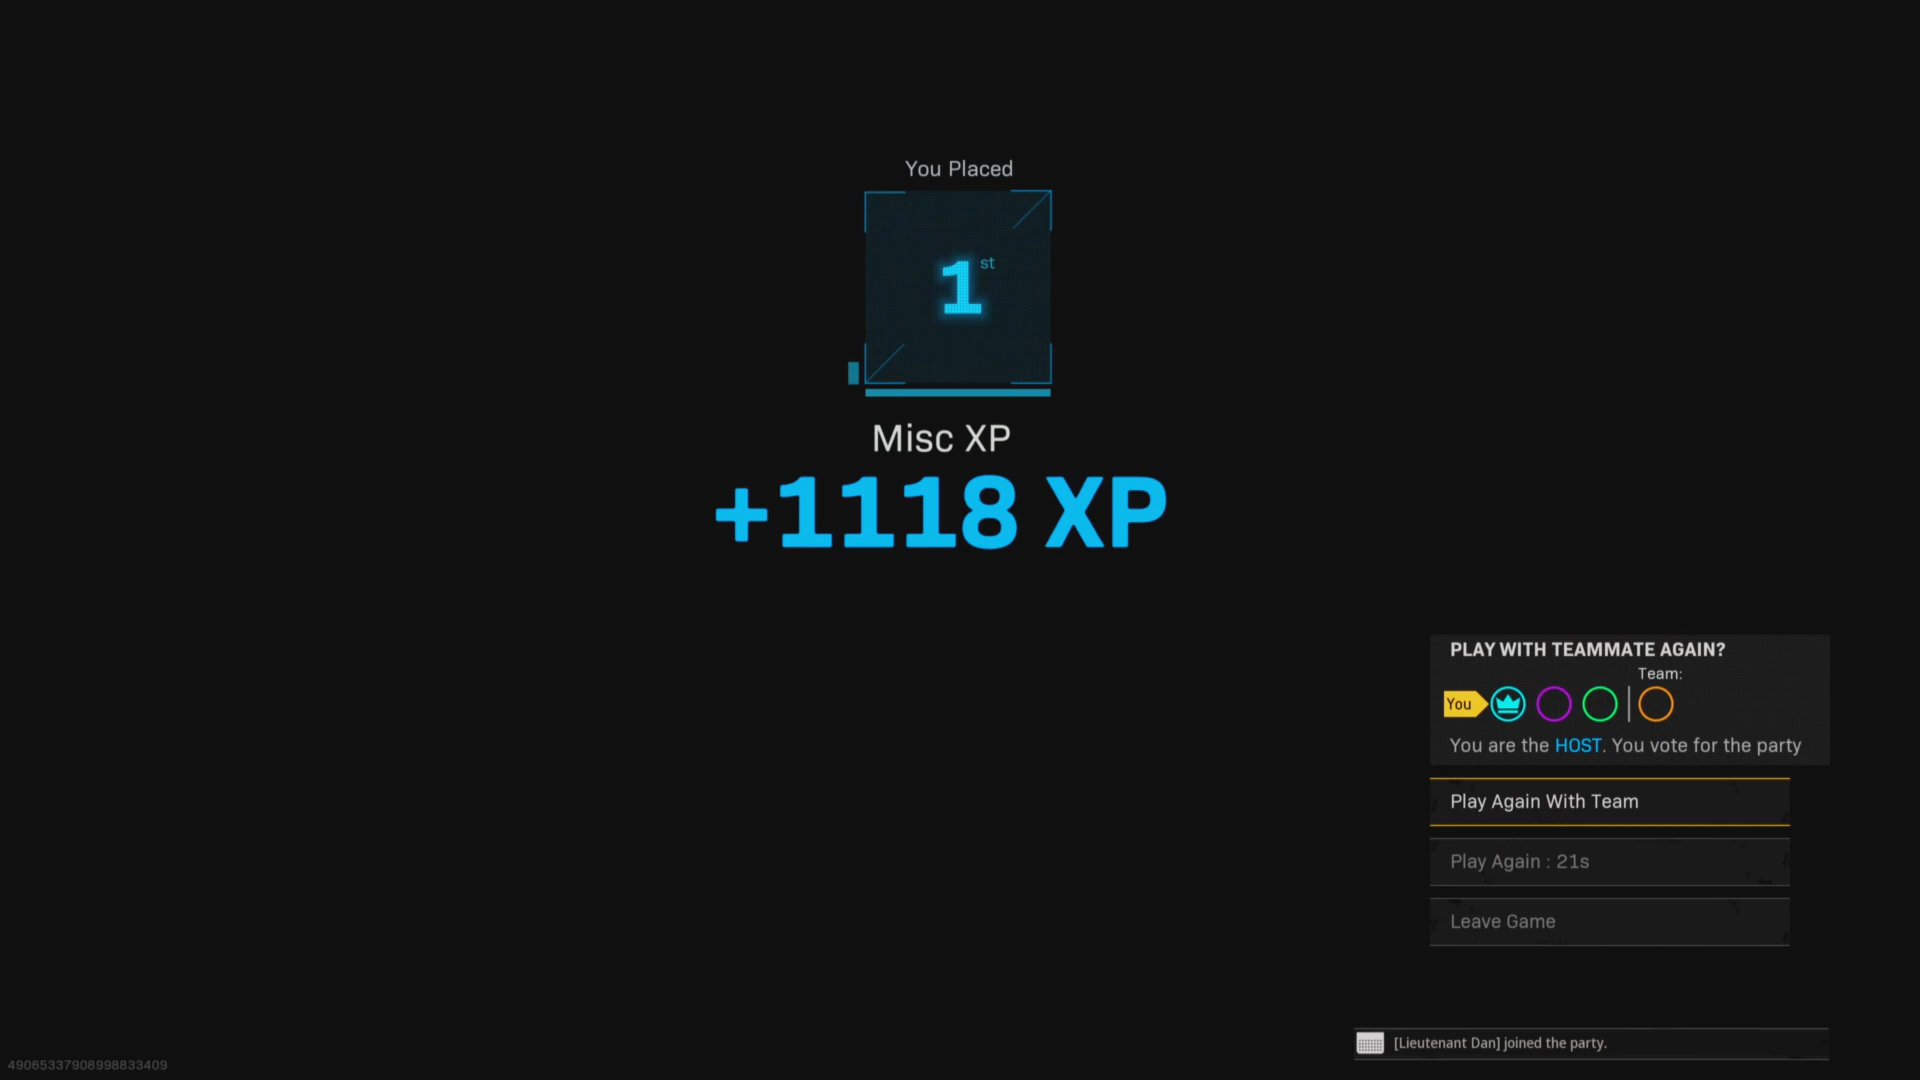 You Placed
1st
Misc XP
+1118 XP
PLAY WITH TEAMMATE AGAIN?
Team:
You
You are the HOST. You vote for the party
Play Again With Team
Play Again : 21s
Leave Game
[Lieutenant Dan] joined the party.
49065337908998833409